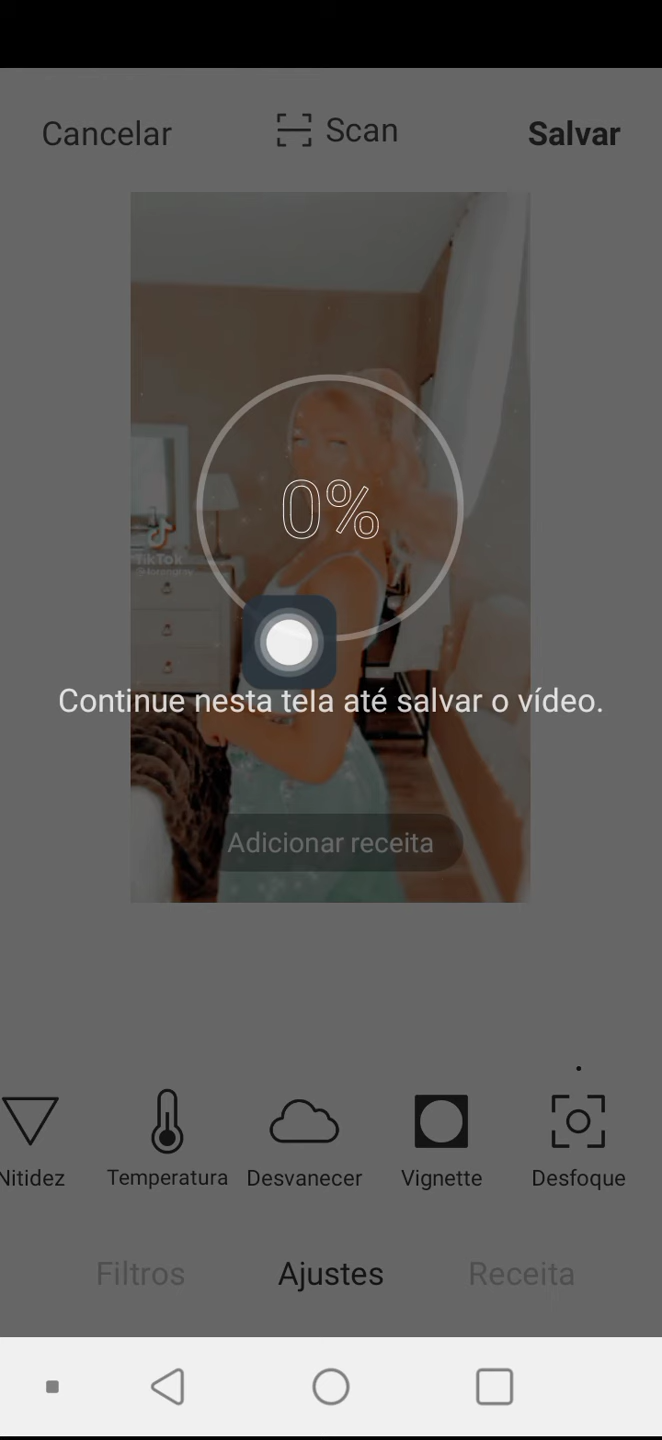 Cancelar
Scan
Salvar
0%
TikTok
Continue nesta tela até salvar o vídeo.
Adicionar receita
Nitidez
Temperatura
Desvanecer
Vignette
Desfoque
Filtros
Ajustes
Receita